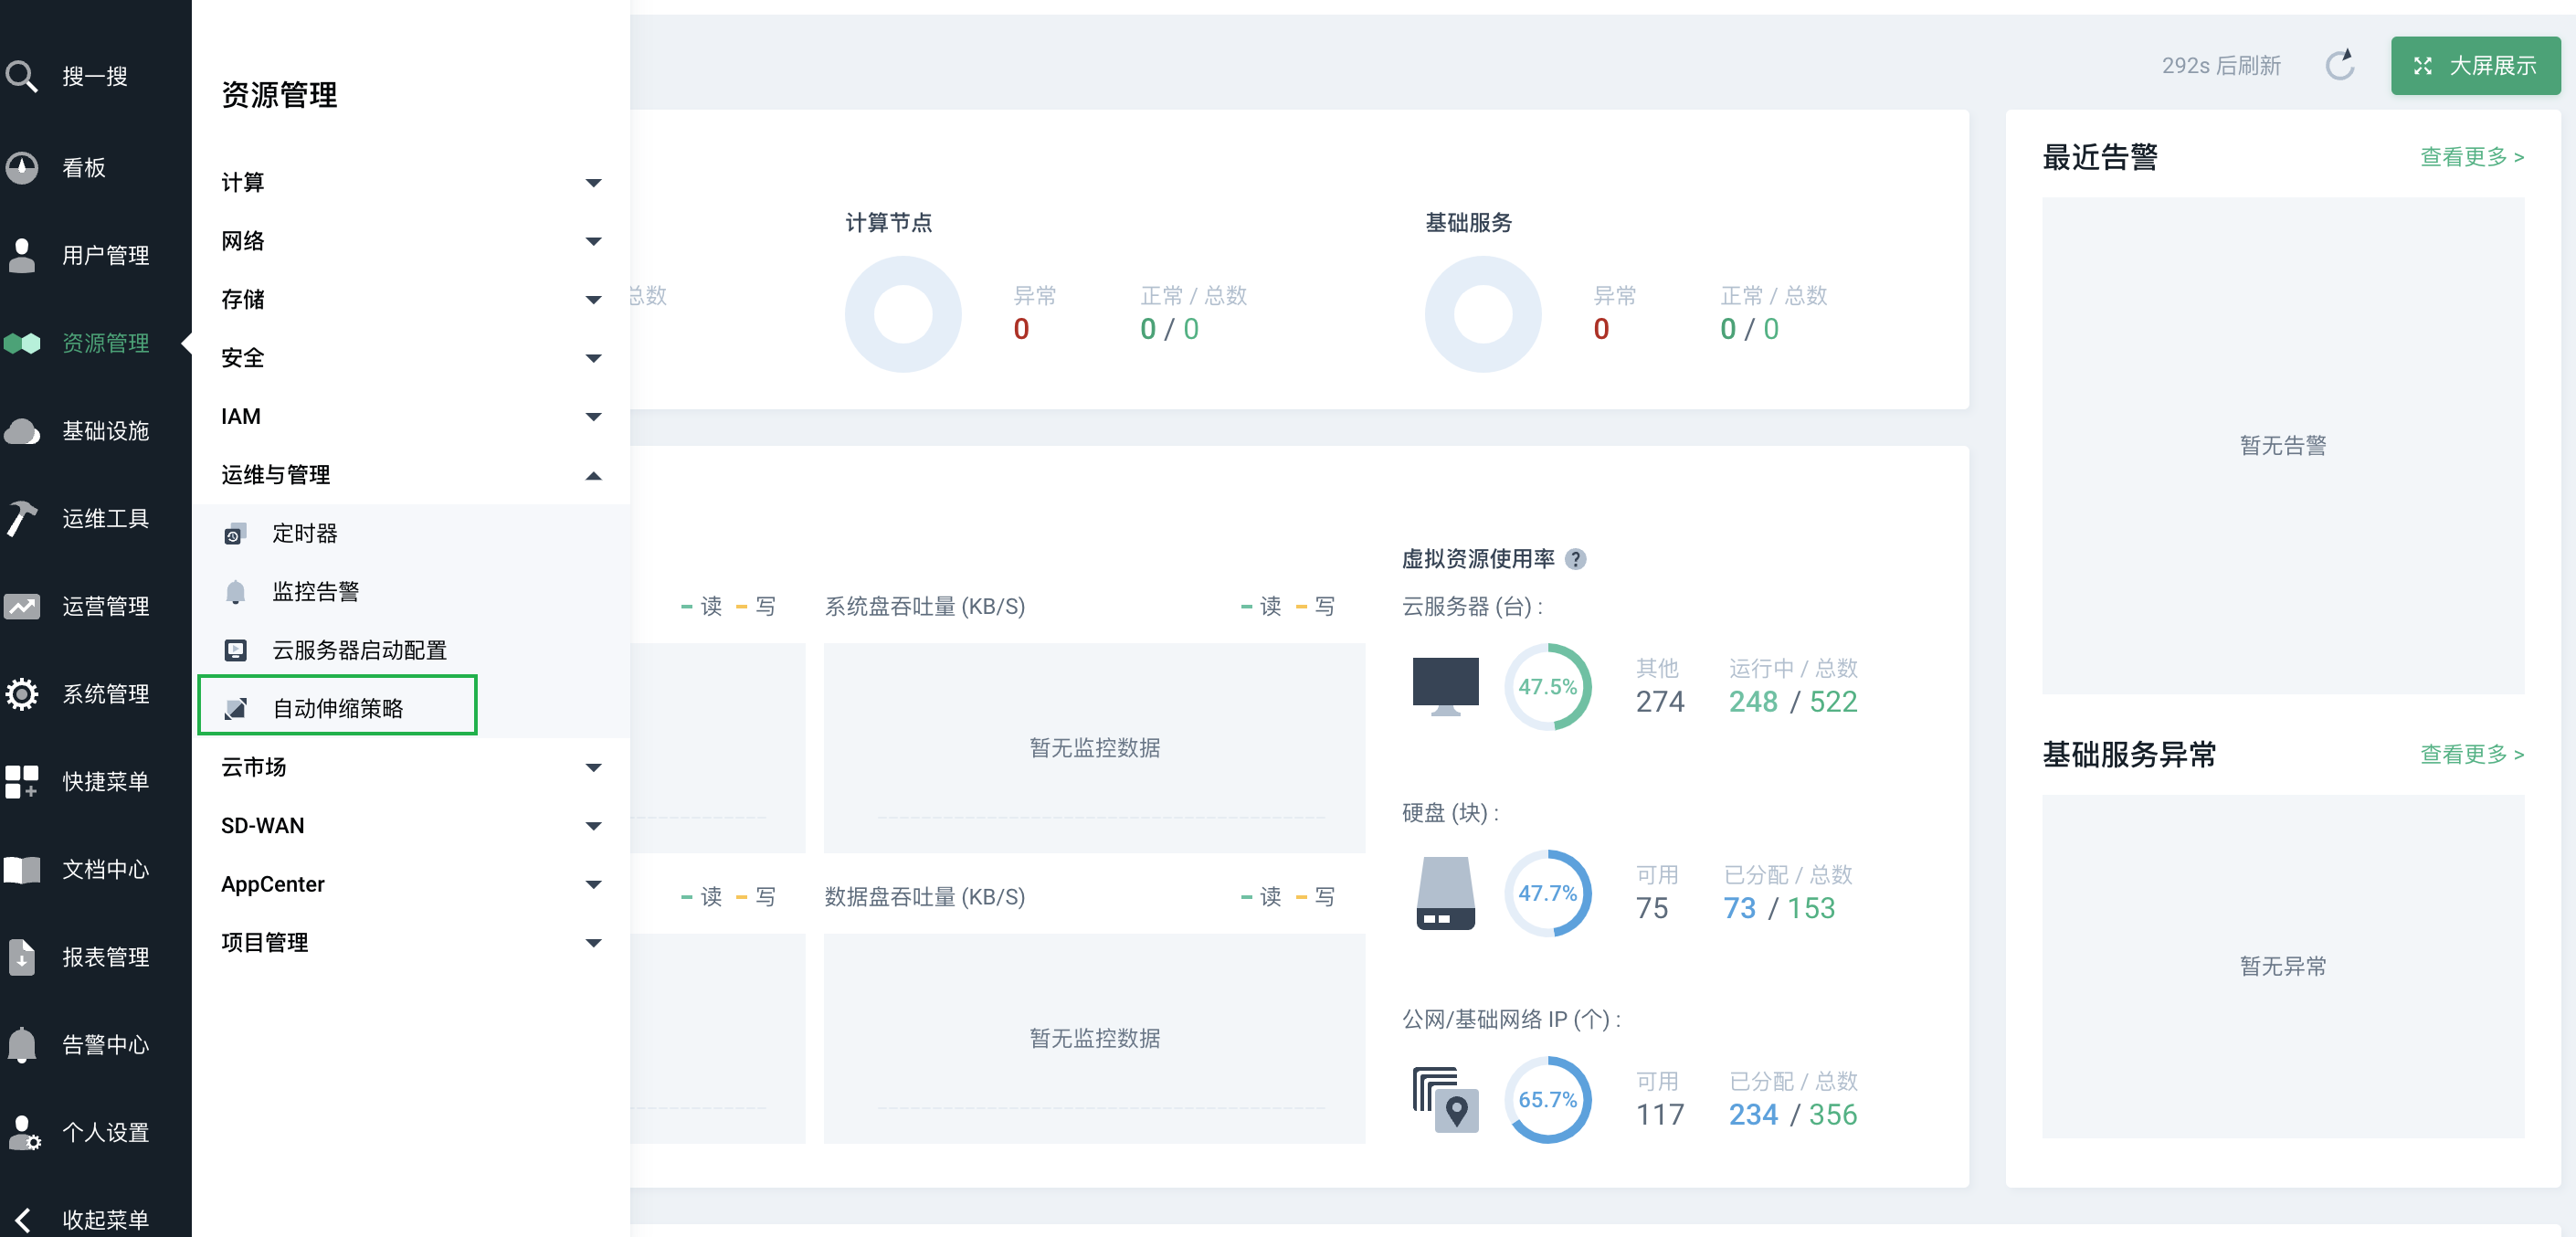 搜一搜
看板
用户管理
资源管理
基础设施
运维工具
运营管理
系统管理
快捷菜单
文档中心
报表管理
告警中心
个人设置
收起菜单
资源管理
计算
网络
存储
安全
IAM
运维与管理
定时器
监控告警
云服务器启动配置
自动伸缩策略
云市场
SD-WAN
AppCenter
项目管理
292s 后刷新
大屏展示
总数
计算节点
异常
0
正常 / 总数
0 / 0
基础服务
异常
0
正常 / 总数
0 / 0
读 写
系统盘吞吐量 (KB/S)
读 写
暂无监控数据
读 写
数据盘吞吐量 (KB/S)
读 写
暂无监控数据
虚拟资源使用率 ?
云服务器 (台) :
47.5%
其他
274
运行中 / 总数
248 / 522
硬盘 (块) :
47.7%
可用
75
已分配 / 总数
73 / 153
公网/基础网络 IP (个) :
65.7%
可用
117
已分配 / 总数
234 / 356
最近告警
查看更多 >
暂无告警
基础服务异常
查看更多 >
暂无异常